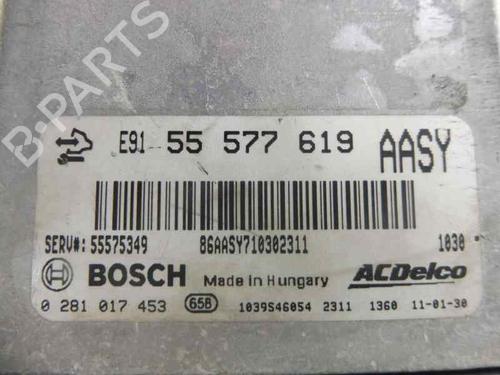 B-PARTS
E91 55 577 619 AASY
SERV#: 55575349 86AASY710302311 1030
BOSCH Made in Hungary ACDelco
0 281 017 453 65B 1039S46054 2311 1360 11-01-30